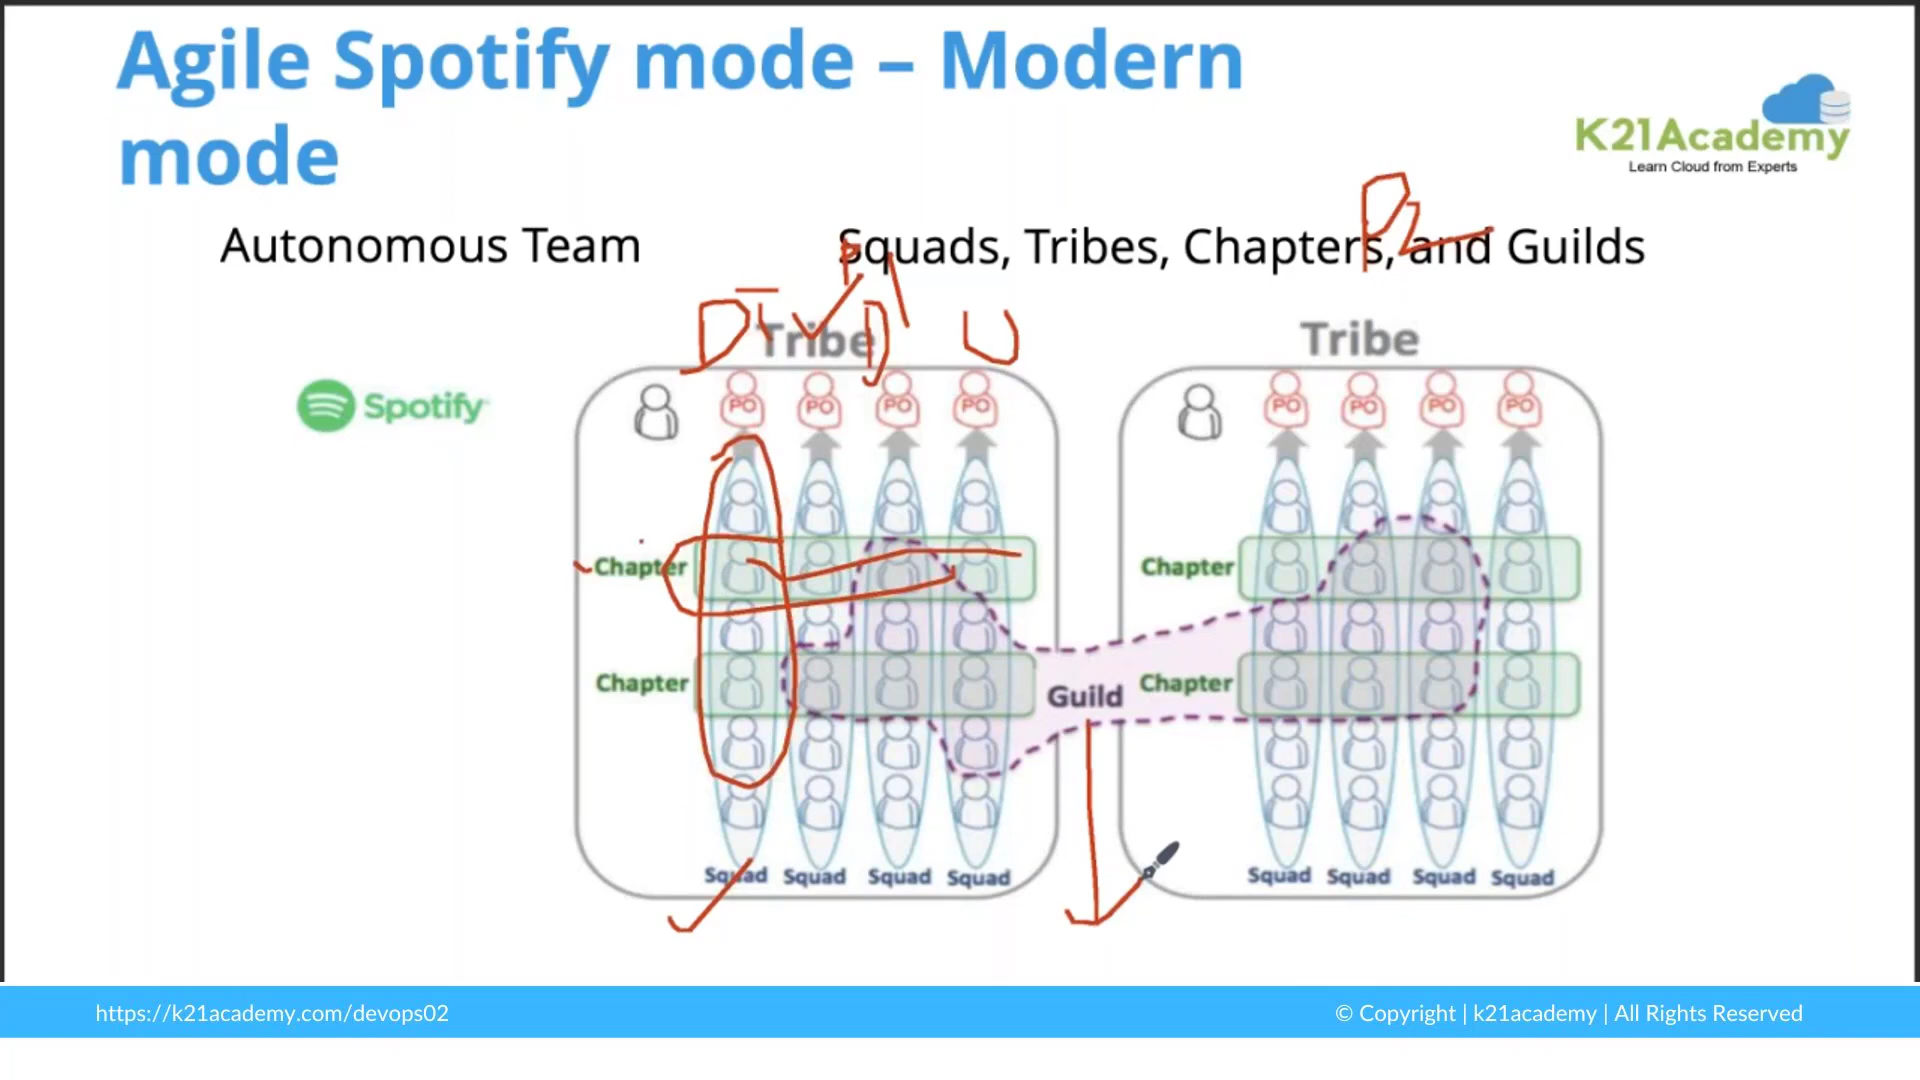 Agile Spotify mode – Modern
mode
K21Academy
Learn Cloud from Experts
Autonomous Team
Squads, Tribes, Chapters, and Guilds
P2
P1
D T D U
Tribe
Tribe
Spotify
PO PO PO PO
PO PO PO PO
Chapter
Chapter
Chapter
Guild
Chapter
Squad Squad Squad Squad
Squad Squad Squad Squad
https://k21academy.com/devops02
© Copyright | k21academy | All Rights Reserved